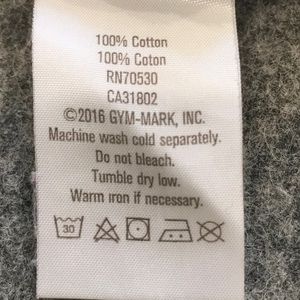 100% Cotton
100% Coton
RN70530
CA31802
©2016 GYM-MARK, INC.
Machine wash cold separately.
Do not bleach.
Tumble dry low.
Warm iron if necessary.
30